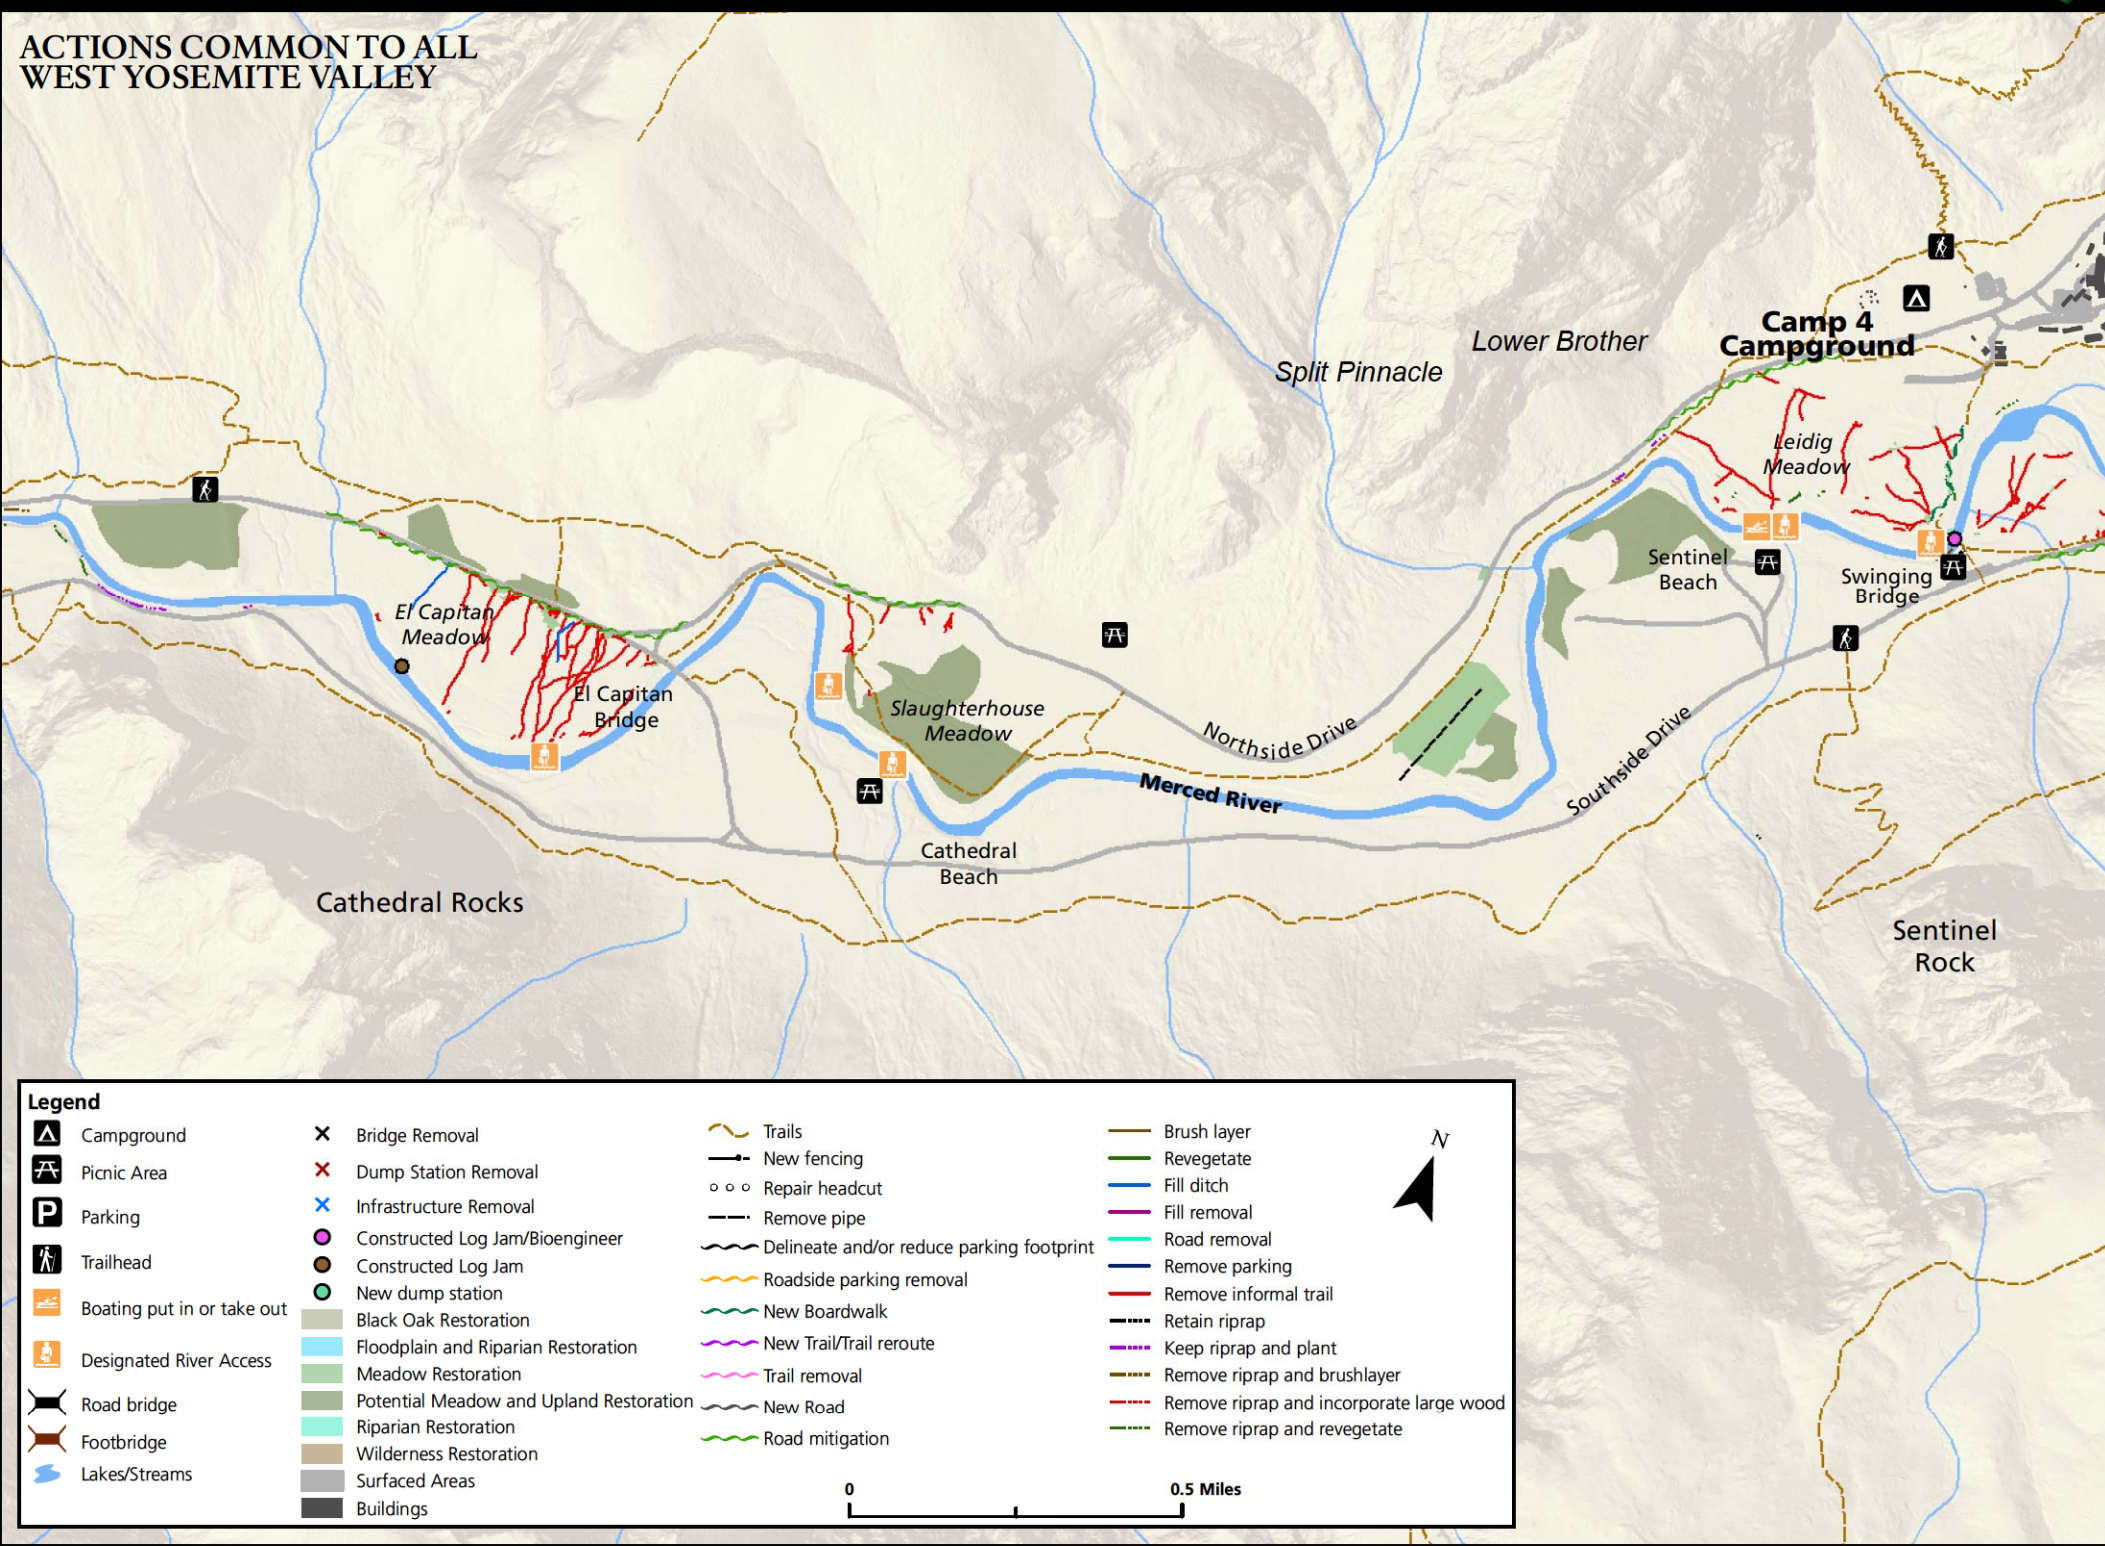 ACTIONS COMMON TO ALL
WEST YOSEMITE VALLEY
Lower Brother
Split Pinnacle
Camp 4
Campground
Leidig
Meadow
Sentinel
Beach
Swinging
Bridge
El Capitan
Meadow
El Capitan
Bridge
Slaughterhouse
Meadow
Northside Drive
Southside Drive
Merced River
Cathedral
Beach
Cathedral Rocks
Sentinel
Rock
Legend
Campground
Picnic Area
P
Parking
Trailhead
Boating put in or take out
Designated River Access
Road bridge
Footbridge
Lakes/Streams
Bridge Removal
Dump Station Removal
Infrastructure Removal
Constructed Log Jam/Bioengineer
Constructed Log Jam
New dump station
Black Oak Restoration
Floodplain and Riparian Restoration
Meadow Restoration
Potential Meadow and Upland Restoration
Riparian Restoration
Wilderness Restoration
Surfaced Areas
Buildings
Trails
New fencing
Repair headcut
Remove pipe
Delineate and/or reduce parking footprint
Roadside parking removal
New Boardwalk
New Trail/Trail reroute
Trail removal
New Road
Road mitigation
Brush layer
Revegetate
Fill ditch
Fill removal
Road removal
Remove parking
Remove informal trail
Retain riprap
Keep riprap and plant
Remove riprap and brushlayer
Remove riprap and incorporate large wood
Remove riprap and revegetate
N
0 0.5 Miles